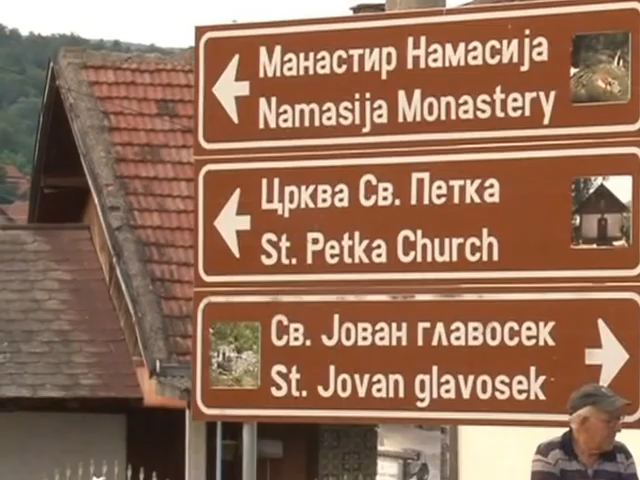 Манастир Намасија
Namasija Monastery
Црква Св. Петка
St. Petka Church
Св. Јован главосек
St. Jovan glavosek